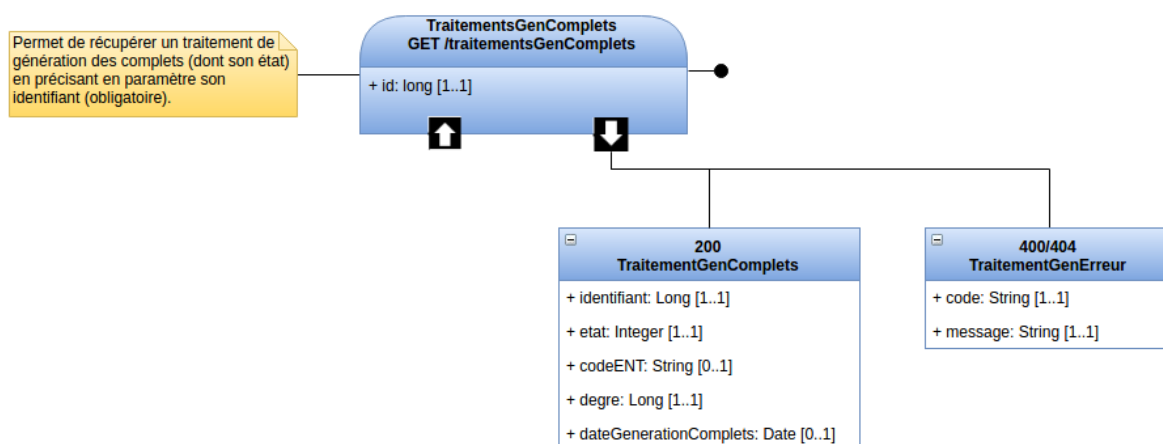 Permet de récupérer un traitement de
génération des complets (dont son état)
en précisant en paramètre son
identifiant (obligatoire).
TraitementsGenComplets
GET /traitementsGenComplets
+ id: long [1..1]
200
TraitementGenComplets
+ identifiant: Long [1..1]
+ etat: Integer [1..1]
+ codeENT: String [0..1]
+ degre: Long [1..1]
+ dateGenerationComplets: Date [0..1]
400/404
TraitementGenErreur
+ code: String [1..1]
+ message: String [1..1]